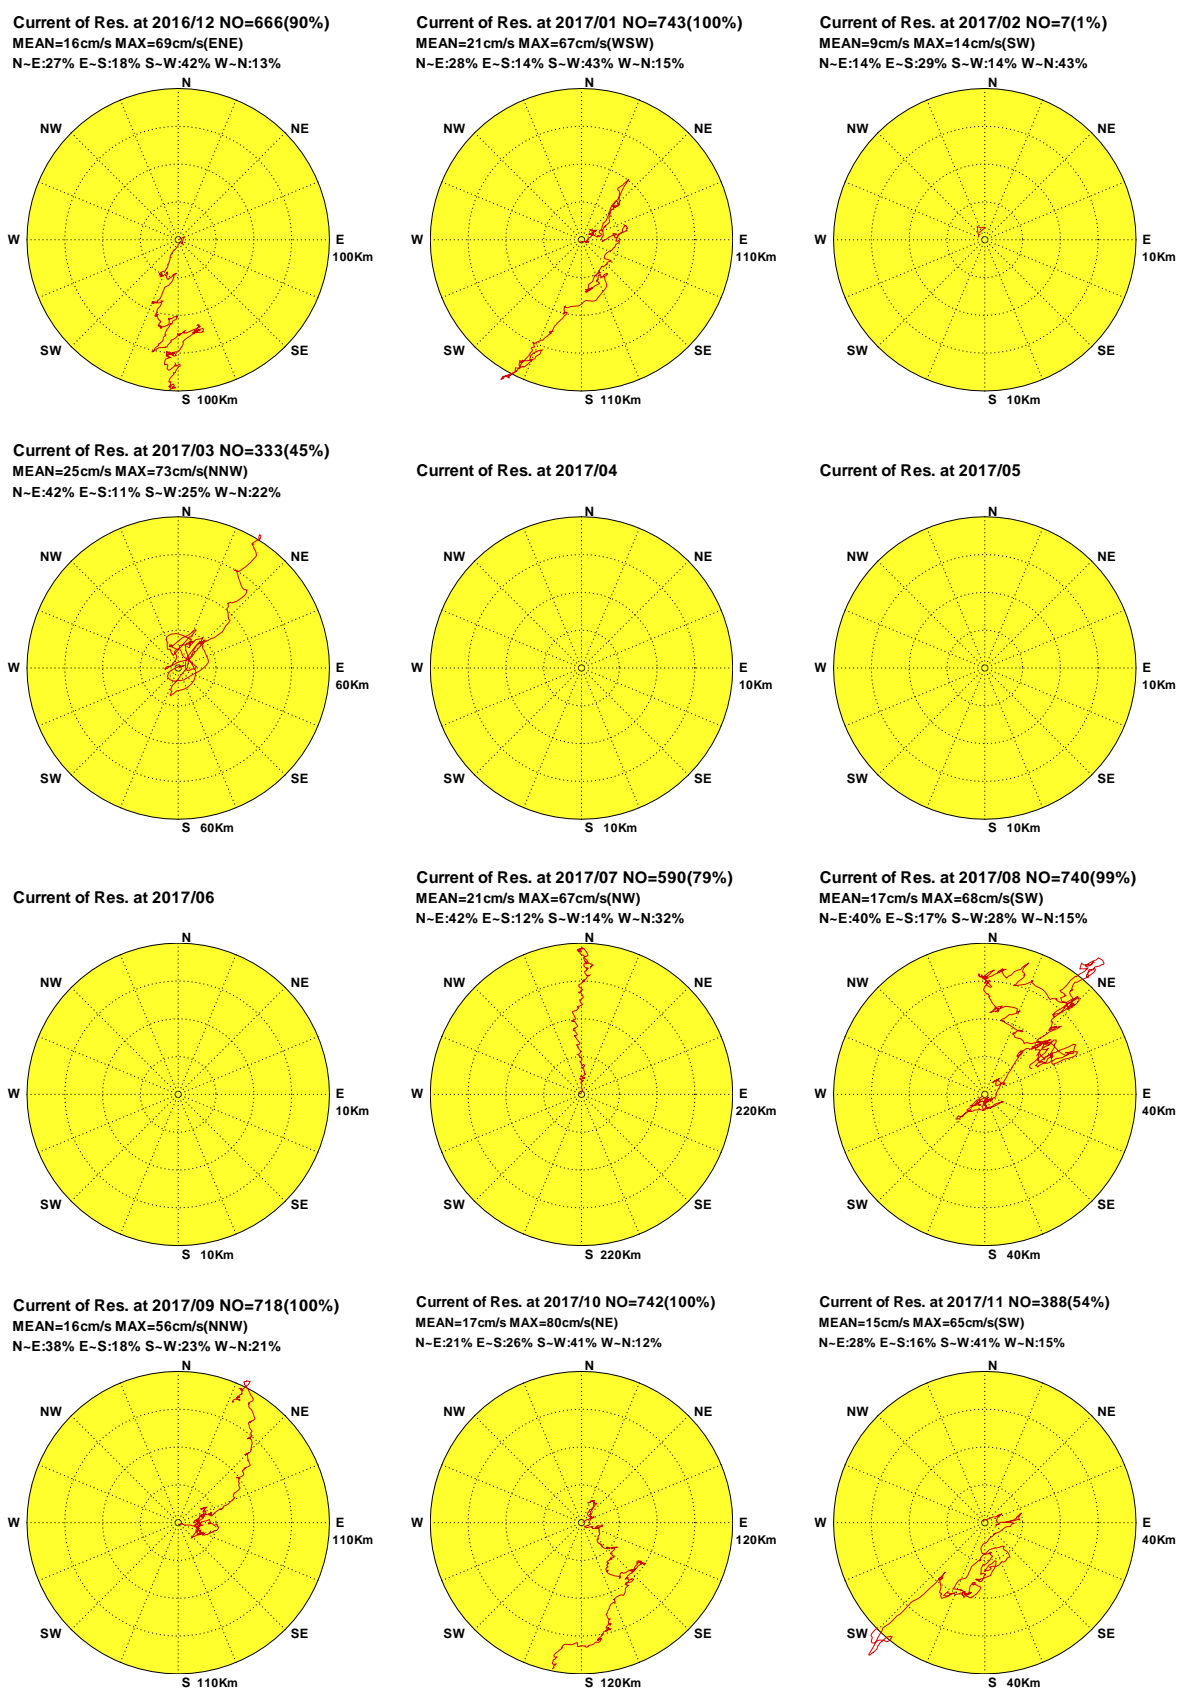 Current of Res. at 2016/12 NO=666(90%)
MEAN=16cm/s MAX=69cm/s(ENE)
N~E:27% E~S:18% S~W:42% W~N:13%
N
NW
NE
W
E
100Km
SW
SE
S 100Km
Current of Res. at 2017/01 NO=743(100%)
MEAN=21cm/s MAX=67cm/s(WSW)
N~E:28% E~S:14% S~W:43% W~N:15%
N
NW
NE
W
E
110Km
SW
SE
S 110Km
Current of Res. at 2017/02 NO=7(1%)
MEAN=9cm/s MAX=14cm/s(SW)
N~E:14% E~S:29% S~W:14% W~N:43%
N
NW
NE
W
E
10Km
SW
SE
S 10Km
Current of Res. at 2017/03 NO=333(45%)
MEAN=25cm/s MAX=73cm/s(NNW)
N~E:42% E~S:11% S~W:25% W~N:22%
N
NW
NE
W
E
60Km
SW
SE
S 60Km
Current of Res. at 2017/04
N
NW
NE
W
E
10Km
SW
SE
S 10Km
Current of Res. at 2017/05
N
NW
NE
W
E
10Km
SW
SE
S 10Km
Current of Res. at 2017/06
N
NW
NE
W
E
10Km
SW
SE
S 10Km
Current of Res. at 2017/07 NO=590(79%)
MEAN=21cm/s MAX=67cm/s(NW)
N~E:42% E~S:12% S~W:14% W~N:32%
N
NW
NE
W
E
220Km
SW
SE
S 220Km
Current of Res. at 2017/08 NO=740(99%)
MEAN=17cm/s MAX=68cm/s(SW)
N~E:40% E~S:17% S~W:28% W~N:15%
N
NW
NE
W
E
40Km
SW
SE
S 40Km
Current of Res. at 2017/09 NO=718(100%)
MEAN=16cm/s MAX=56cm/s(NNW)
N~E:38% E~S:18% S~W:23% W~N:21%
N
NW
NE
W
E
110Km
SW
SE
S 110Km
Current of Res. at 2017/10 NO=742(100%)
MEAN=17cm/s MAX=80cm/s(NE)
N~E:21% E~S:26% S~W:41% W~N:12%
N
NW
NE
W
E
120Km
SW
SE
S 120Km
Current of Res. at 2017/11 NO=388(54%)
MEAN=15cm/s MAX=65cm/s(SW)
N~E:28% E~S:16% S~W:41% W~N:15%
N
NW
NE
W
E
40Km
SW
SE
S 40Km